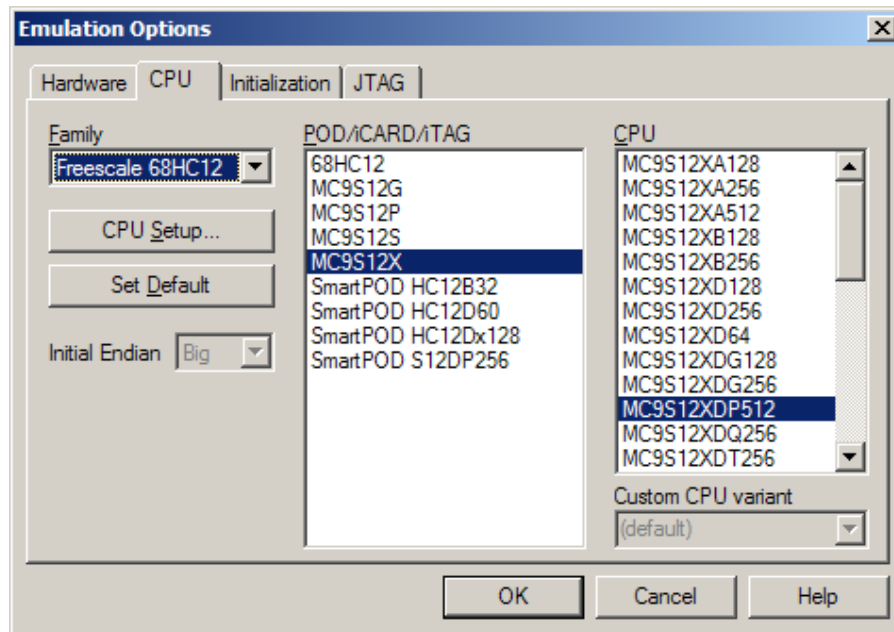 Emulation Options
Hardware
CPU
Initialization
JTAG
Family
Freescale 68HC12
CPU Setup...
Set Default
Initial Endian
Big
POD/iCARD/iTAG
68HC12
MC9S12G
MC9S12P
MC9S12S
MC9S12X
SmartPOD HC12B32
SmartPOD HC12D60
SmartPOD HC12Dx128
SmartPOD S12DP256
CPU
MC9S12XA128
MC9S12XA256
MC9S12XA512
MC9S12XB128
MC9S12XB256
MC9S12XD128
MC9S12XD256
MC9S12XD64
MC9S12XDG128
MC9S12XDG256
MC9S12XDP512
MC9S12XDQ256
MC9S12XDT256
Custom CPU variant
(default)
OK
Cancel
Help